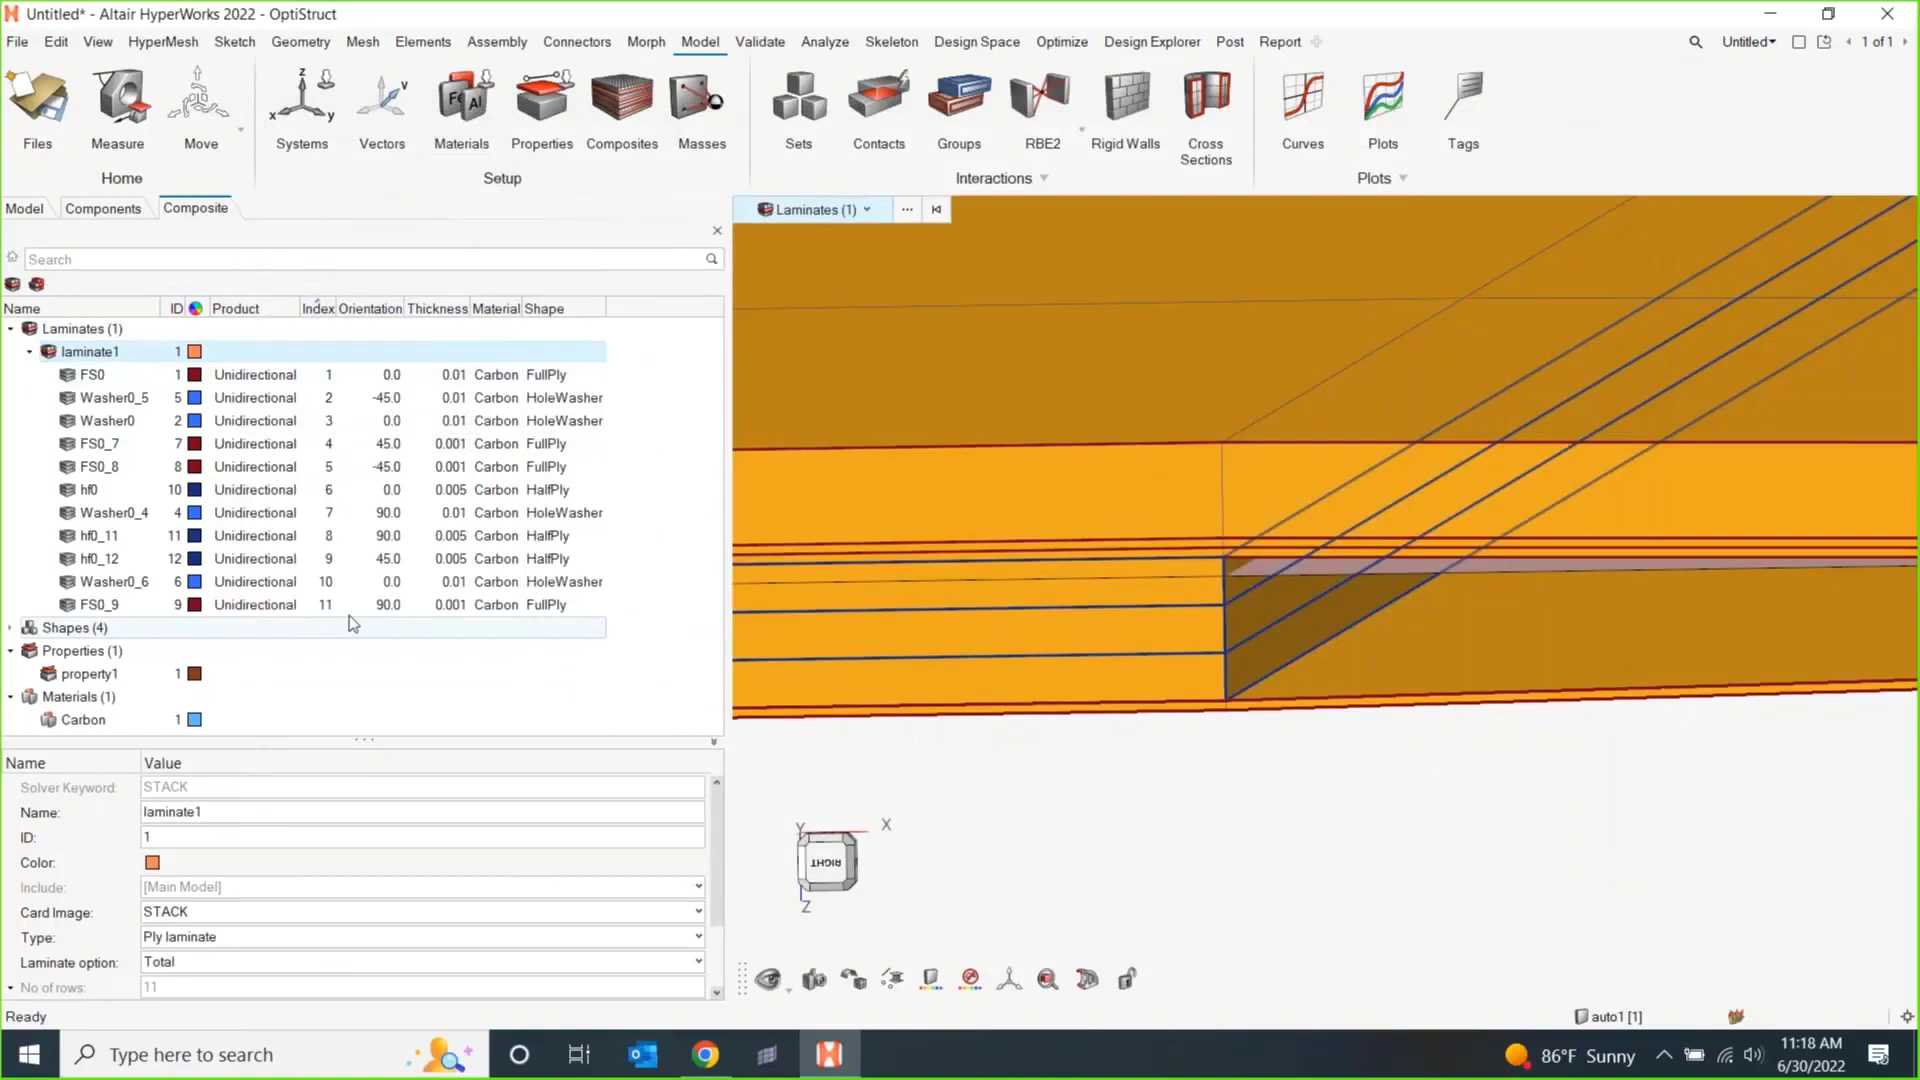 Untitled* - Altair HyperWorks 2022 - OptiStruct
File Edit View HyperMesh Sketch Geometry Mesh Elements Assembly Connectors Morph Model Validate Analyze Skeleton Design Space Optimize Design Explorer Post Report Untitled 1 of 1
Files Measure Move Systems Vectors Materials Properties Composites Masses Sets Contacts Groups RBE2 Rigid Walls Cross Sections Curves Plots Tags
Home Setup Interactions Plots
Model Components Composite
Laminates (1) ...
Search
Name ID Product Index Orientation Thickness Material Shape
Laminates (1)
laminate1 1
FS0 1 Unidirectional 1 0.0 0.01 Carbon FullPly
Washer0_5 5 Unidirectional 2 -45.0 0.01 Carbon HoleWasher
Washer0 2 Unidirectional 3 0.0 0.01 Carbon HoleWasher
FS0_7 7 Unidirectional 4 45.0 0.001 Carbon FullPly
FS0_8 8 Unidirectional 5 -45.0 0.001 Carbon FullPly
hf0 10 Unidirectional 6 0.0 0.005 Carbon HalfPly
Washer0_4 4 Unidirectional 7 90.0 0.01 Carbon HoleWasher
hf0_11 11 Unidirectional 8 90.0 0.005 Carbon HalfPly
hf0_12 12 Unidirectional 9 45.0 0.005 Carbon HalfPly
Washer0_6 6 Unidirectional 10 0.0 0.01 Carbon HoleWasher
FS0_9 9 Unidirectional 11 90.0 0.001 Carbon FullPly
Shapes (4)
Properties (1)
property1 1
Materials (1)
Carbon 1
Name Value
Solver Keyword: STACK
Name: laminate1
ID: 1
Color:
Include: [Main Model]
Card Image: STACK
Type: Ply laminate
Laminate option: Total
No of rows: 11
Y X
RIGHT
Z
Ready
auto1 [1]
Type here to search
86°F Sunny
11:18 AM
6/30/2022